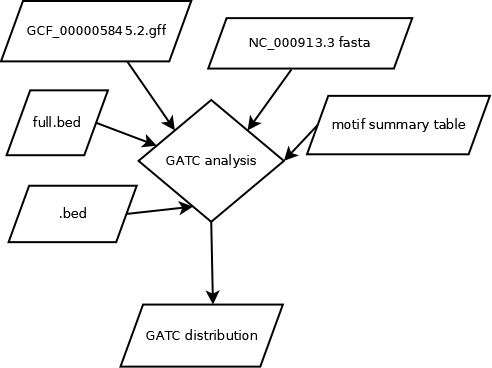 GCF_000005845.2.gff
NC_000913.3 fasta
full.bed
motif summary table
GATC analysis
.bed
GATC distribution